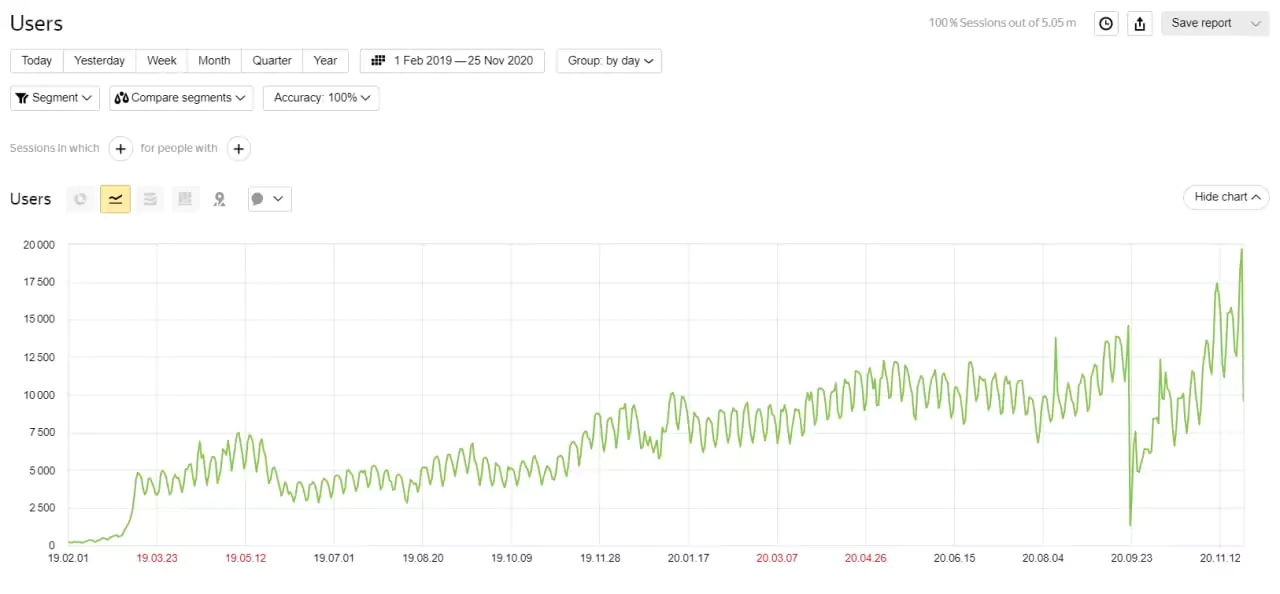 Users
100 % Sessions out of 5.05 m
Save report
Today Yesterday Week Month Quarter Year
1 Feb 2019 — 25 Nov 2020
Group: by day
Segment
Compare segments
Accuracy: 100%
Sessions in which + for people with +
Users
Hide chart
20 000
17 500
15 000
12 500
10 000
7 500
5 000
2 500
0
19.02.01 19.03.23 19.05.12 19.07.01 19.08.20 19.10.09 19.11.28 20.01.17 20.03.07 20.04.26 20.06.15 20.08.04 20.09.23 20.11.12